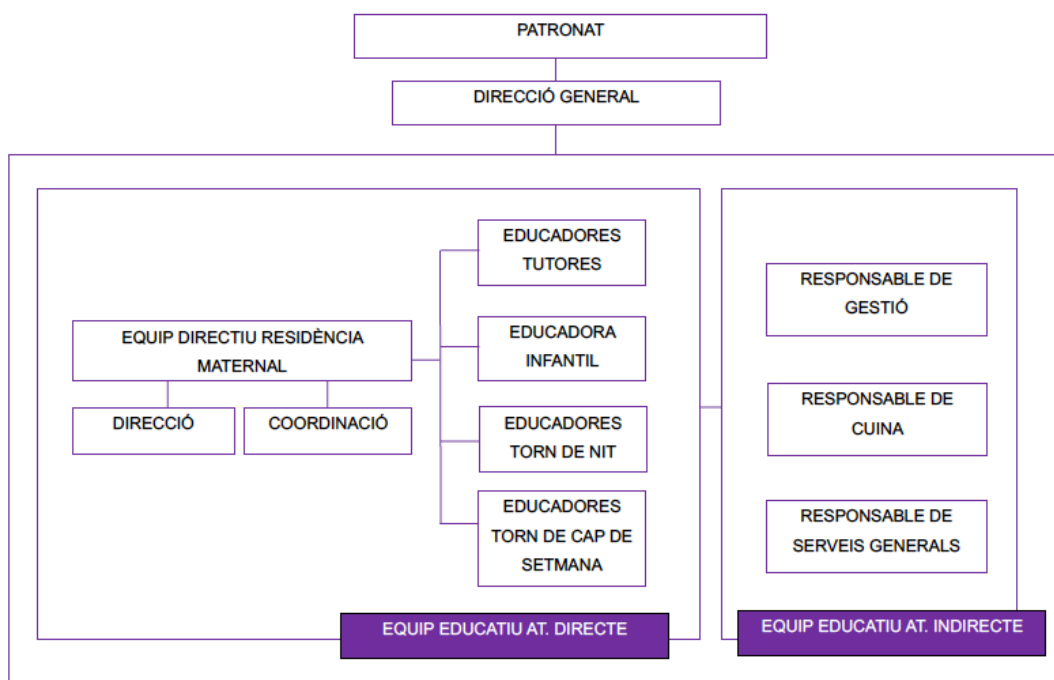 PATRONAT
DIRECCIÓ GENERAL
EDUCADORES
TUTORES
EQUIP DIRECTIU RESIDÈNCIA
MATERNAL
DIRECCIÓ
COORDINACIÓ
EDUCADORA
INFANTIL
EDUCADORES
TORN DE NIT
EDUCADORES
TORN DE CAP DE
SETMANA
EQUIP EDUCATIU AT. DIRECTE
RESPONSABLE DE
GESTIÓ
RESPONSABLE DE
CUINA
RESPONSABLE DE
SERVEIS GENERALS
EQUIP EDUCATIU AT. INDIRECTE